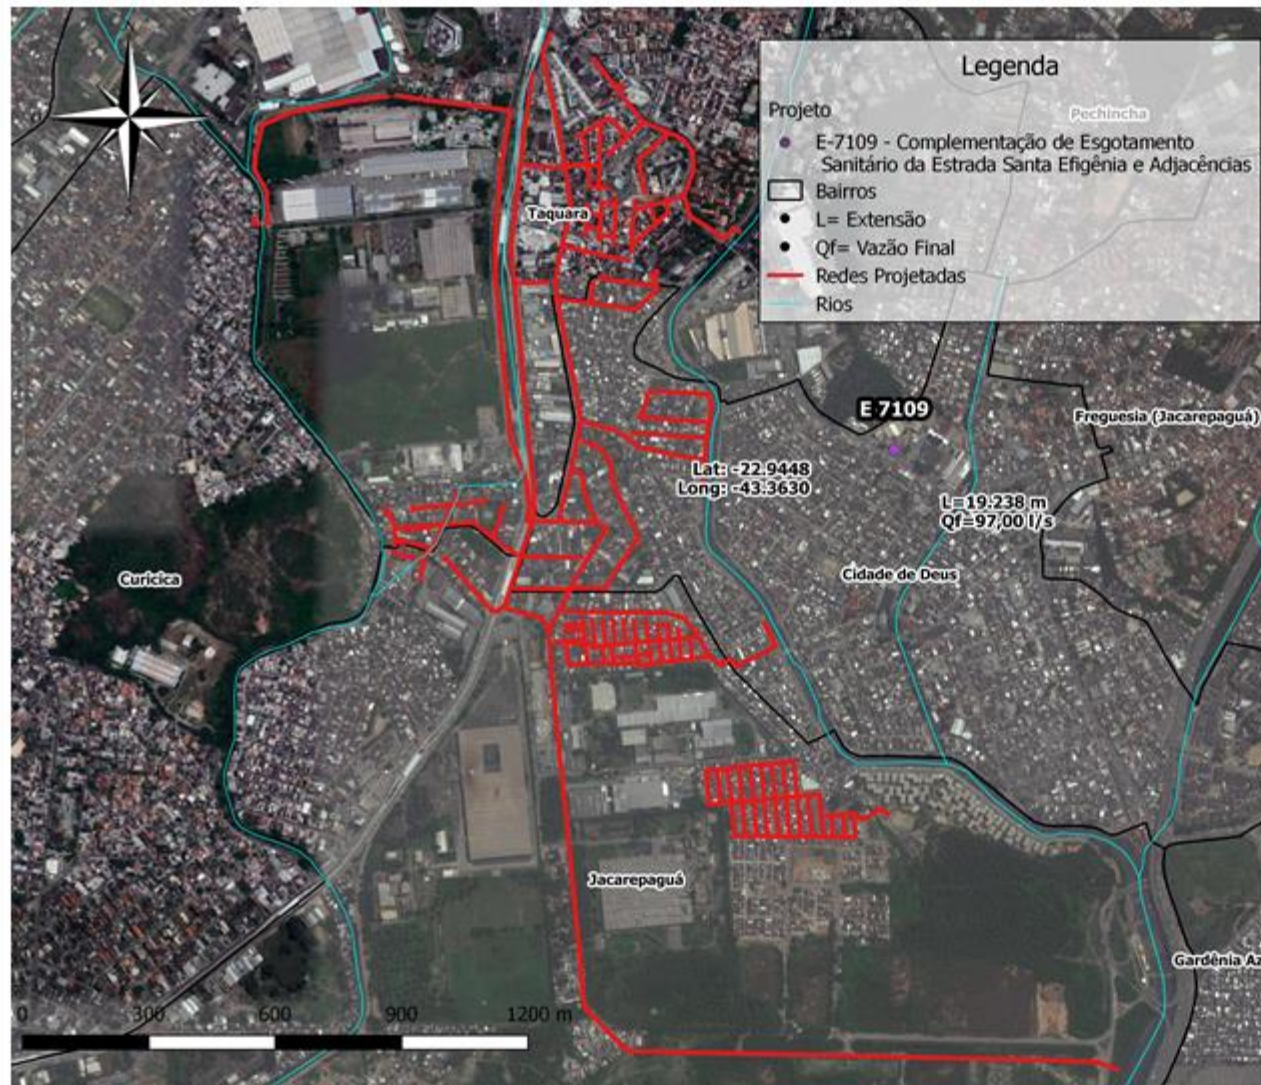 Legenda
Projeto
Pechincha
E-7109 - Complementação de Esgotamento
Sanitário da Estrada Santa Efigênia e Adjacências
Bairros
L= Extensão
Qf= Vazão Final
Redes Projetadas
Rios
Taquara
E 7109
Freguesia (Jacarepaguá)
Lat: -22.9448
Long: -43.3630
L=19.238 m
Qf=97,00 l/s
Curicica
Cidade de Deus
Jacarepaguá
Gardênia Az
0 300 600 900 1200 m